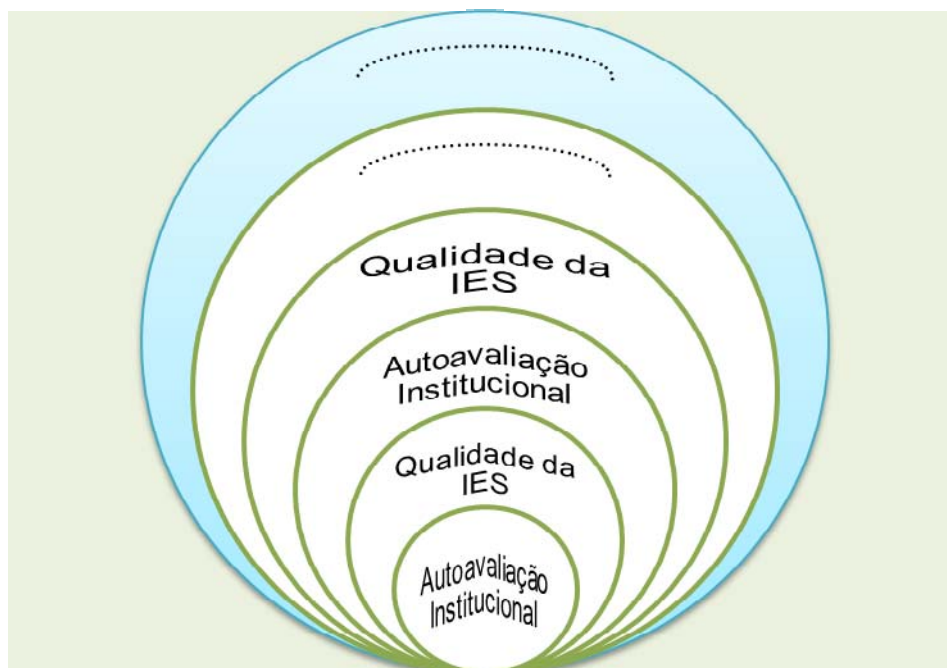 Qualidade da
IES
Autoavaliação
Institucional
Qualidade da
IES
Autoavaliação
Institucional